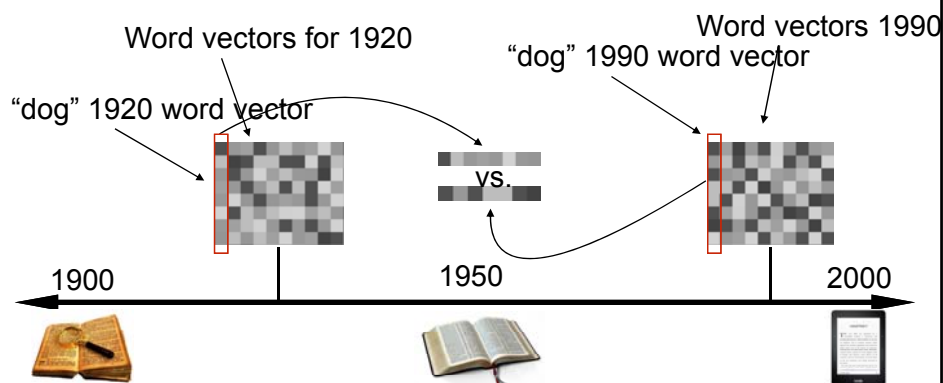 Word vectors for 1920
Word vectors 1990
“dog” 1990 word vector
“dog” 1920 word vector
vs.
1900
1950
2000